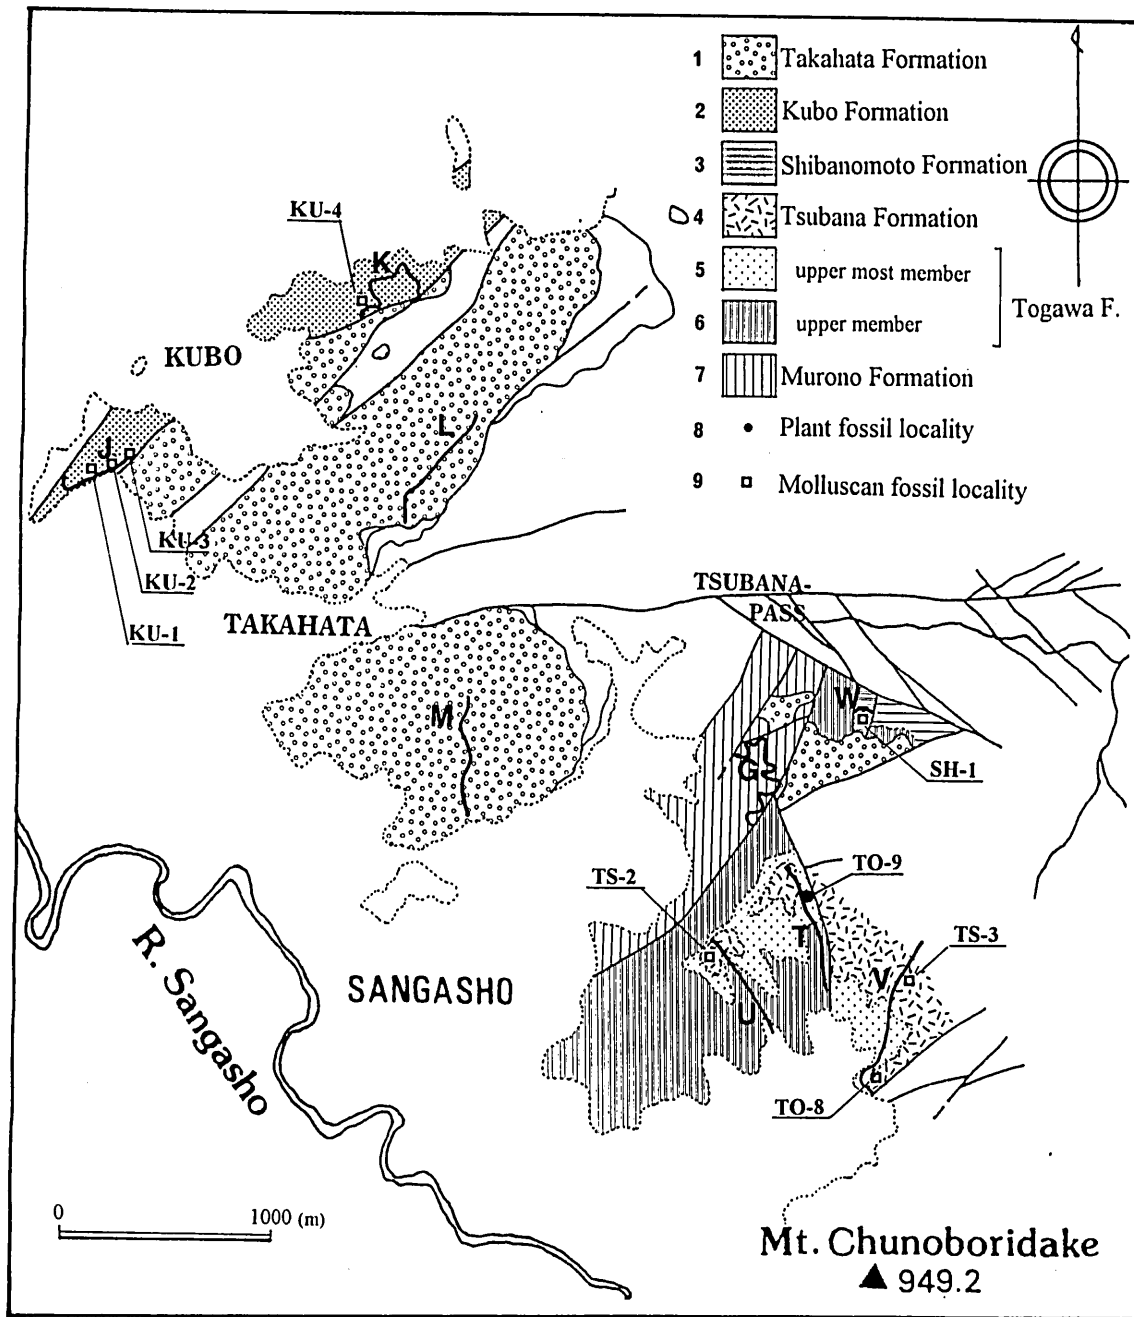 1 Takahata Formation
2 Kubo Formation
3 Shibanomoto Formation
4 Tsubana Formation
5 upper most member
6 upper member
Togawa F.
7 Murono Formation
8 Plant fossil locality
9 Molluscan fossil locality
KU-4
K
KUBO
L
J
KU-3
KU-2
KU-1
TAKAHATA
TSUBANA-
PASS
M
W
G
SH-1
TS-2
TO-9
T
TS-3
V
U
TO-8
R. Sangasho
SANGASHO
0 1000 (m)
Mt. Chunoboridake
949.2